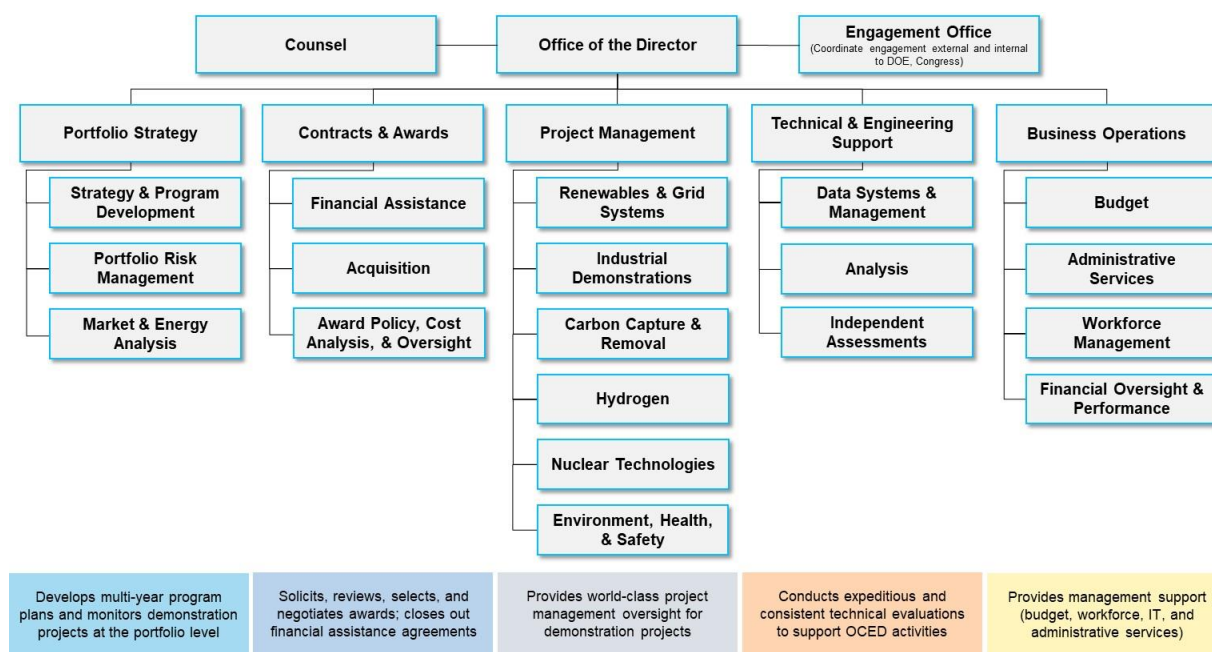 Counsel
Office of the Director
Engagement Office
(Coordinate engagement external and internal
to DOE, Congress)
Portfolio Strategy
Contracts & Awards
Project Management
Technical & Engineering
Support
Business Operations
Strategy & Program
Development
Portfolio Risk
Management
Market & Energy
Analysis
Financial Assistance
Acquisition
Award Policy, Cost
Analysis, & Oversight
Renewables & Grid
Systems
Industrial
Demonstrations
Carbon Capture &
Removal
Hydrogen
Nuclear Technologies
Environment, Health,
& Safety
Data Systems &
Management
Analysis
Independent
Assessments
Budget
Administrative
Services
Workforce
Management
Financial Oversight &
Performance
Develops multi-year program
plans and monitors demonstration
projects at the portfolio level
Solicits, reviews, selects, and
negotiates awards; closes out
financial assistance agreements
Provides world-class project
management oversight for
demonstration projects
Conducts expeditious and
consistent technical evaluations
to support OCED activities
Provides management support
(budget, workforce, IT, and
administrative services)